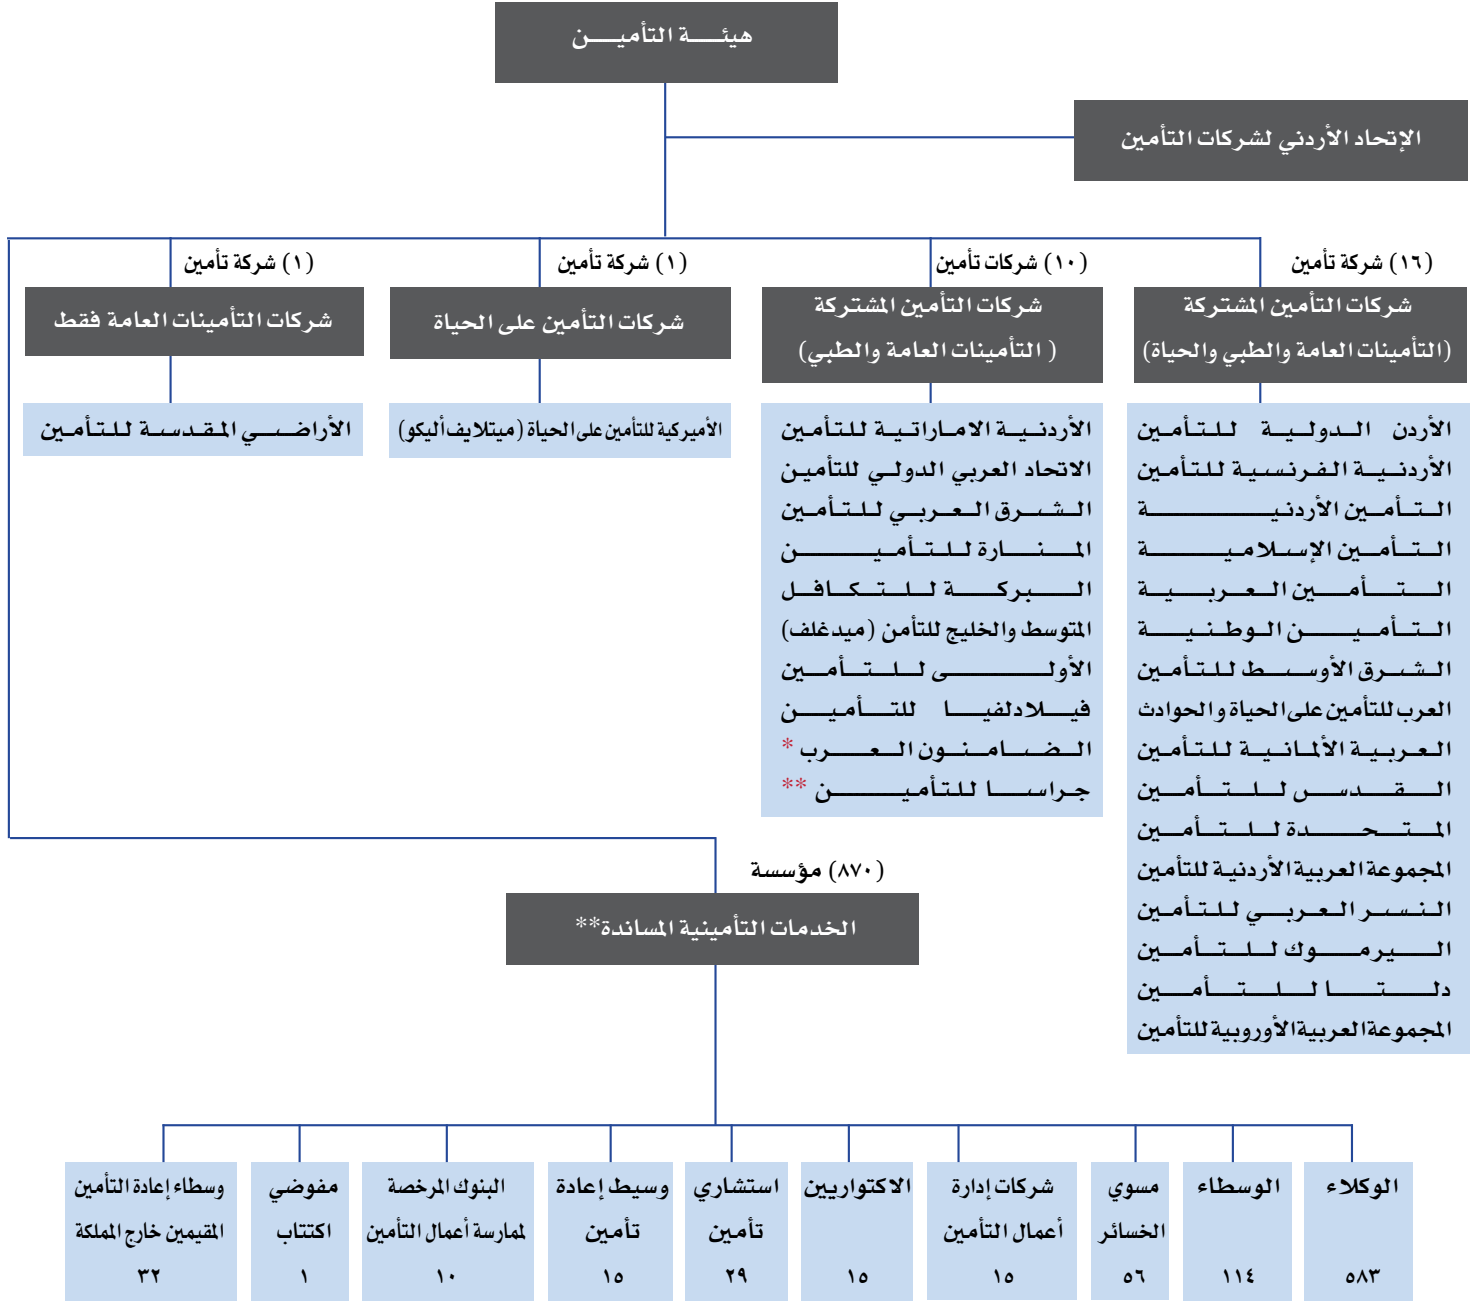 هيئة التأمين
الإتحاد الأردني لشركات التأمين
(١٦) شركة تأمين
شركات التأمين المشتركة
(التأمينات العامة والطبي والحياة)
الأردن الدولية للتأمين
الأردنية الفرنسية للتأمين
التأمين الأردنية
التأمين الإسلامية
التأمين العربية
التأمين الوطنية
الشرق الأوسط للتأمين
العرب للتأمين على الحياة والحوادث
العربية الألمانية للتأمين
القدس للتأمين
المتحدة للتأمين
المجموعة العربية الأردنية للتأمين
النسر العربي للتأمين
اليرموك للتأمين
دلتا للتأمين
المجموعة العربية الأوروبية للتأمين
(١٠) شركات تأمين
شركات التأمين المشتركة
( التأمينات العامة والطبي)
الأردنية الاماراتية للتأمين
الاتحاد العربي الدولي للتأمين
الشرق العربي للتأمين
المنارة للتأمين
البركة للتكافل
المتوسط والخليج للتأمن (ميدغلف)
الأولى للتأمين
فيلادلفيا للتأمين
الضامنون العرب *
جراسا للتأمين **
(١) شركة تأمين
شركات التأمين على الحياة
الأميركية للتأمين على الحياة (ميتلايف أليكو)
(١) شركة تأمين
شركات التأمينات العامة فقط
الأراضي المقدسة للتأمين
(٨٧٠) مؤسسة
الخدمات التأمينية المساندة**
الوكلاء
٥٨٣
الوسطاء
١١٤
مسوي
الخسائر
٥٦
شركات إدارة
أعمال التأمين
١٥
الاكتواريين
١٥
استشاري
تأمين
٢٩
وسيط إعادة
تأمين
١٥
البنوك المرخصة
لممارسة أعمال التأمين
١٠
مفوضي
اكتتاب
١
وسطاء إعادة التأمين
المقيمين خارج المملكة
٣٢